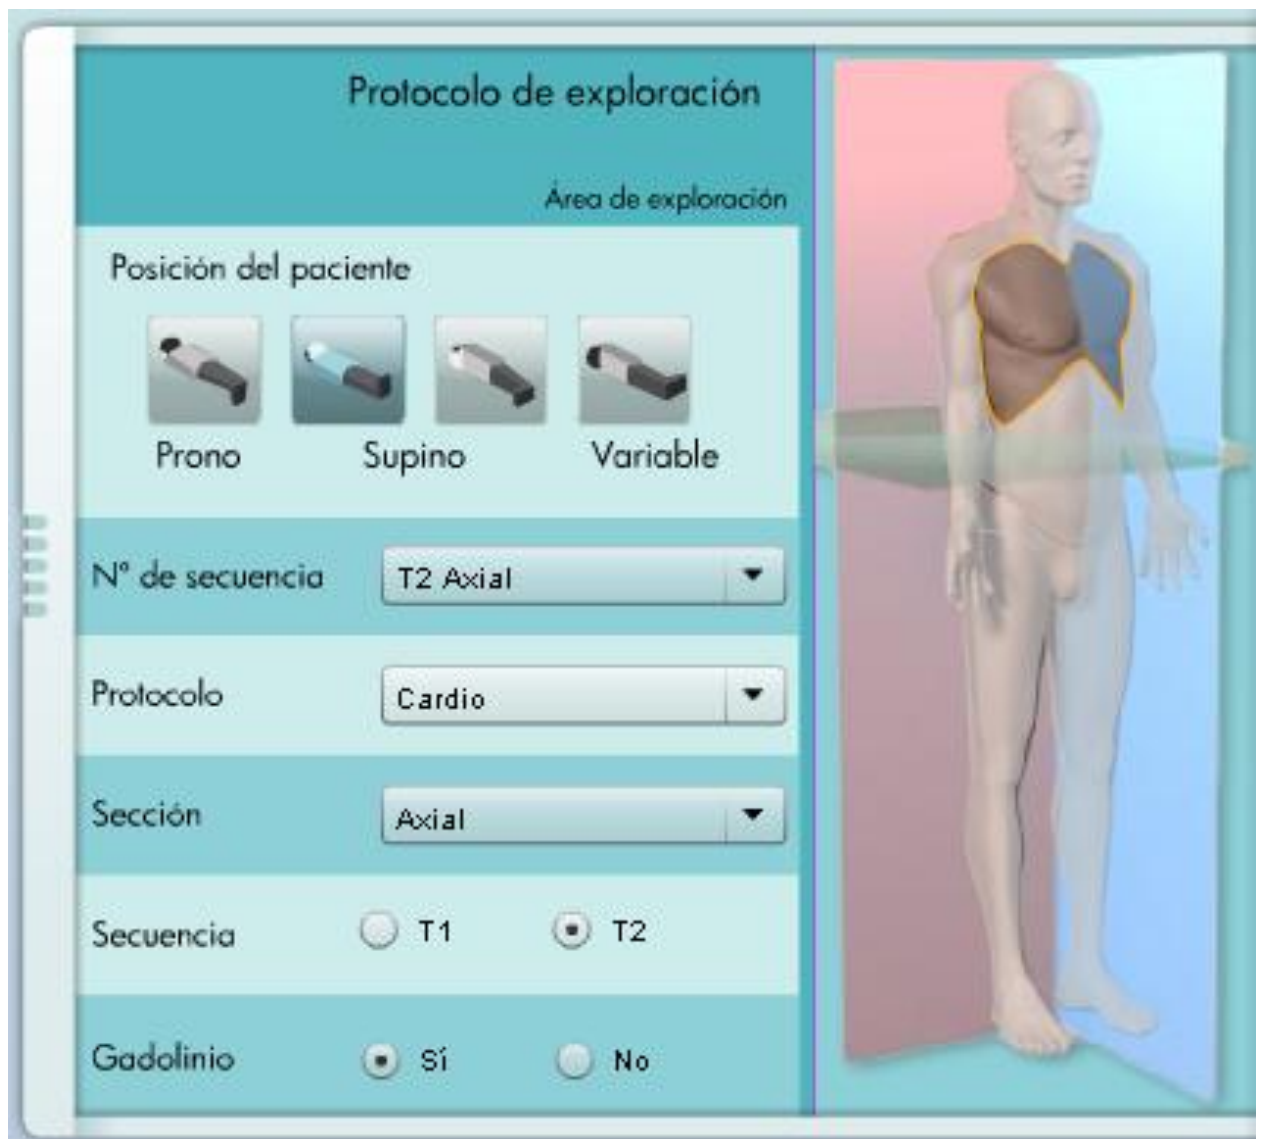 Protocolo de exploración
Área de exploración
Posición del paciente
Prono Supino Variable
N° de secuencia T2 Axial
Protocolo Cardio
Sección Axial
Secuencia T1 T2
Gadolinio Sí No